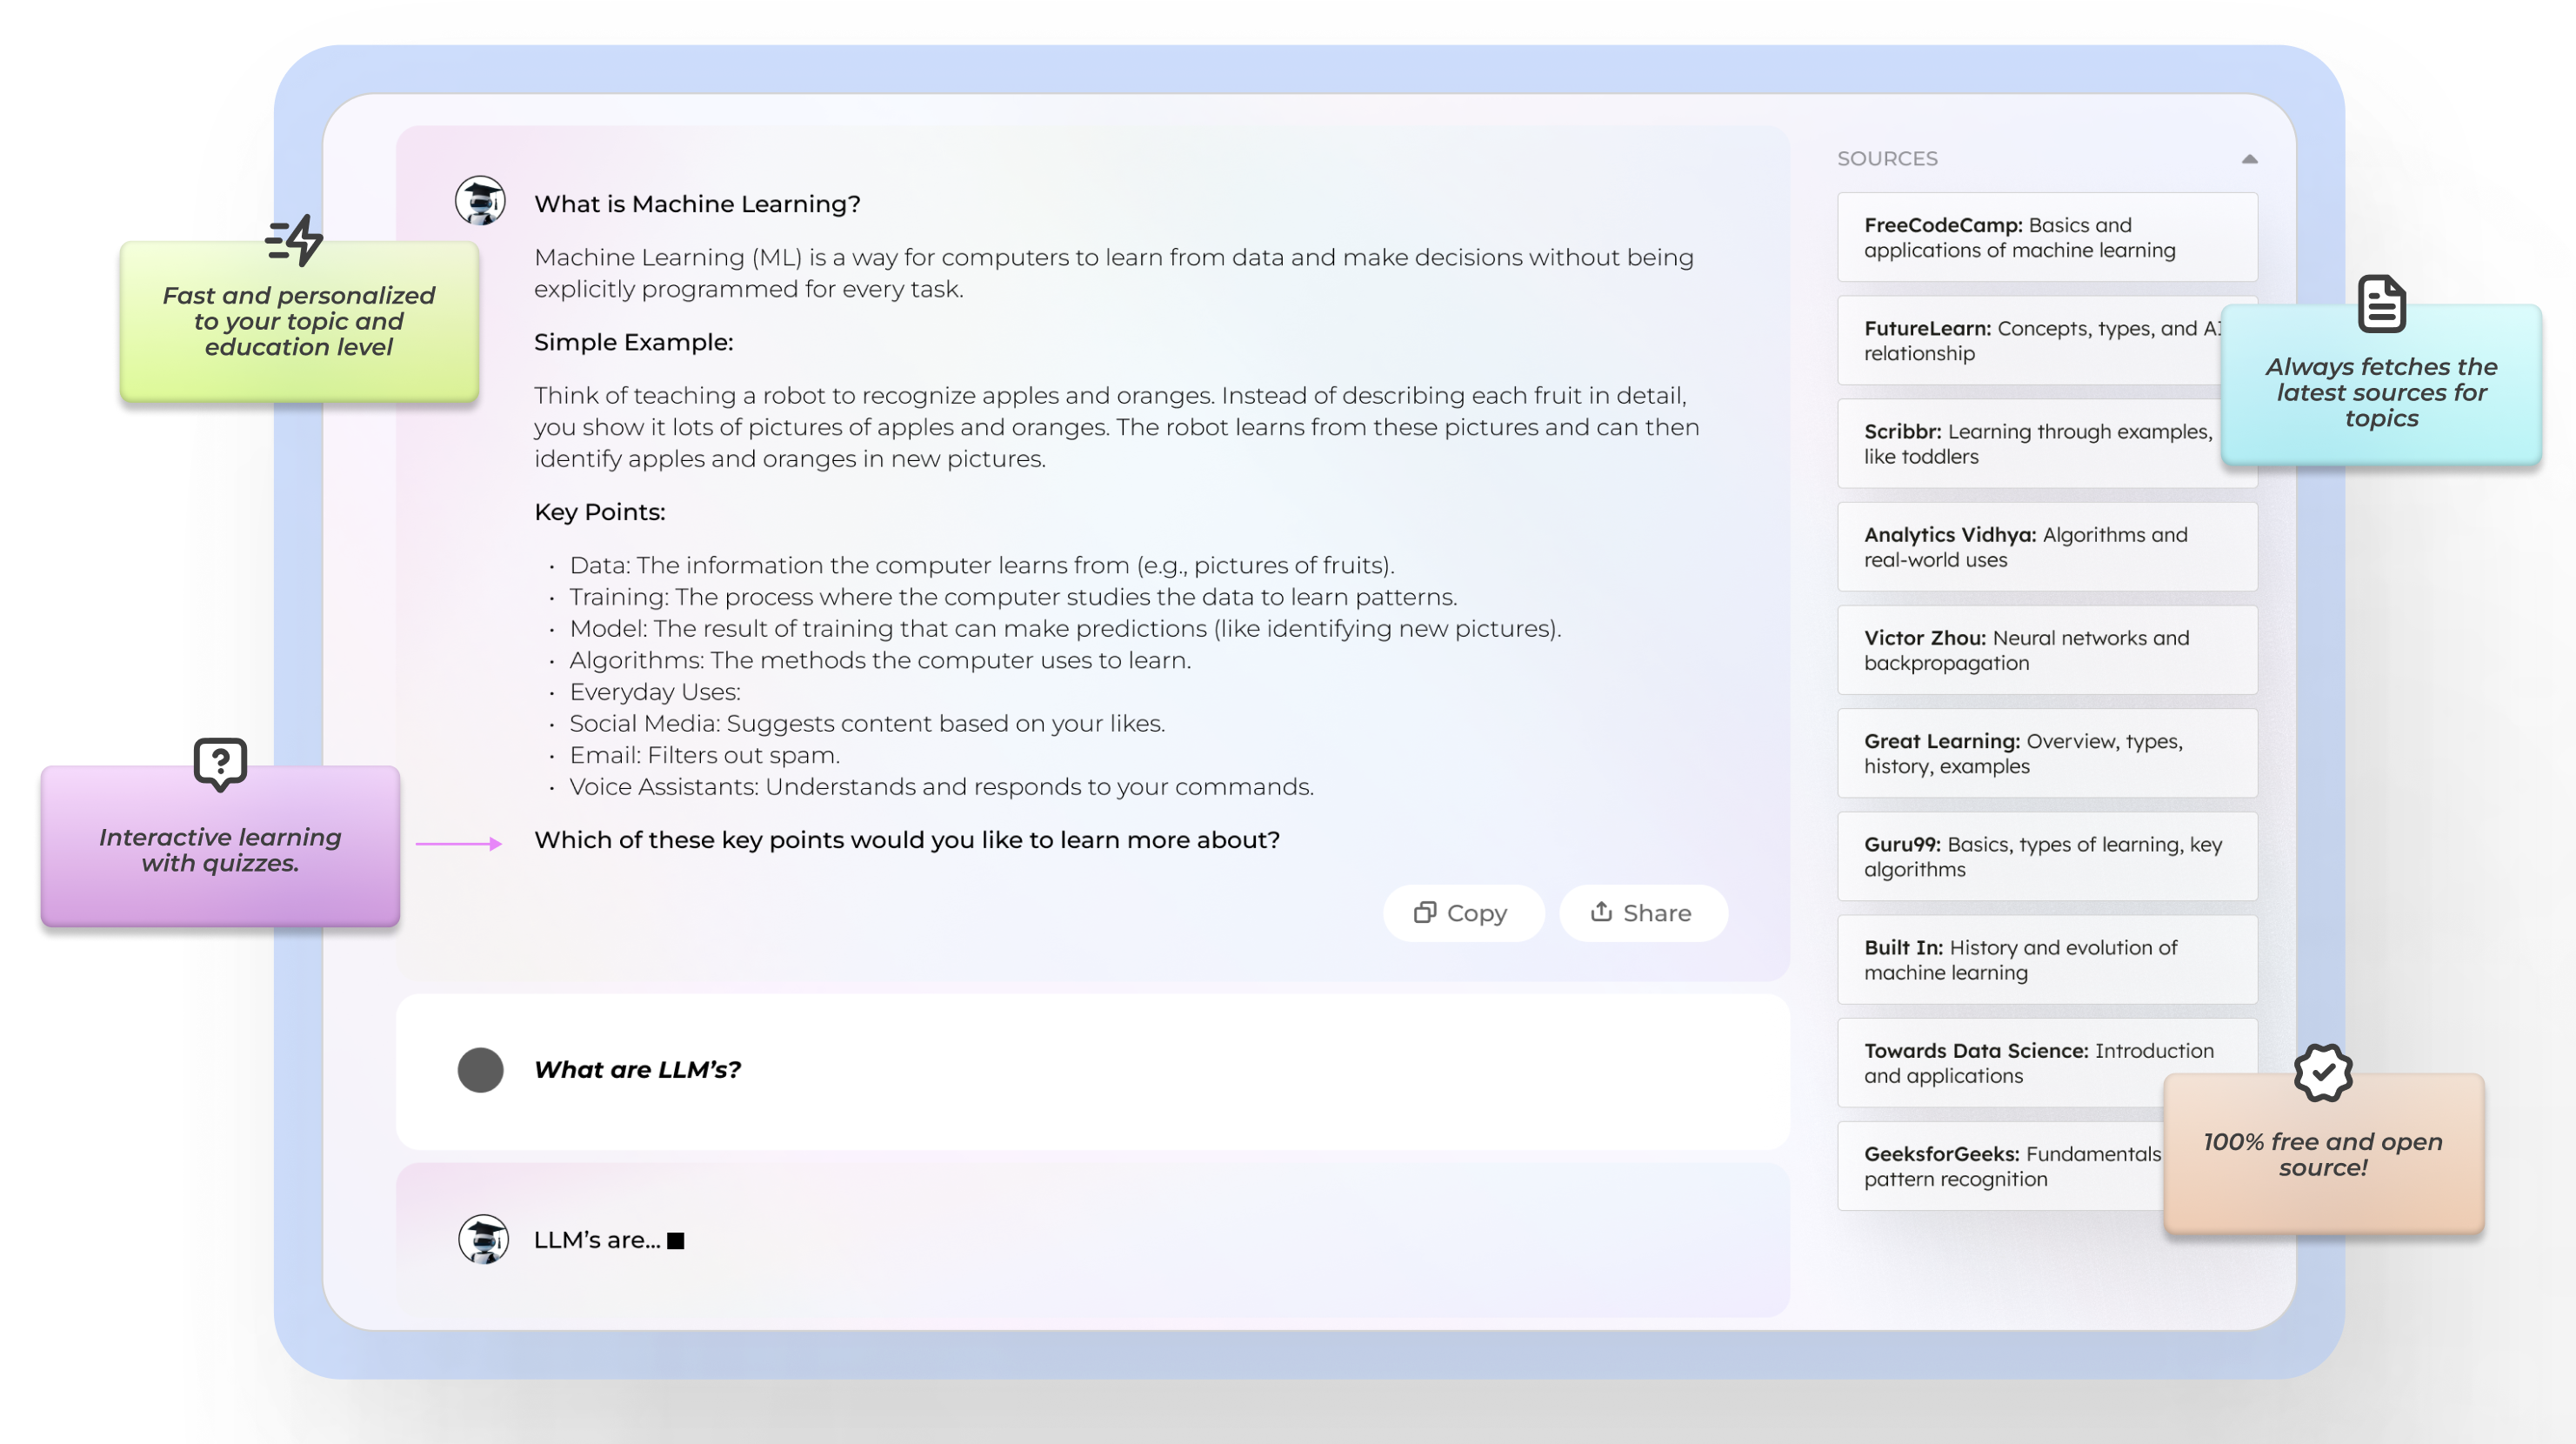 What is Machine Learning?
Machine Learning (ML) is a way for computers to learn from data and make decisions without being
explicitly programmed for every task.
Simple Example:
Think of teaching a robot to recognize apples and oranges. Instead of describing each fruit in detail,
you show it lots of pictures of apples and oranges. The robot learns from these pictures and can then
identify apples and oranges in new pictures.
Key Points:
• Data: The information the computer learns from (e.g., pictures of fruits).
• Training: The process where the computer studies the data to learn patterns.
• Model: The result of training that can make predictions (like identifying new pictures).
• Algorithms: The methods the computer uses to learn.
• Everyday Uses:
• Social Media: Suggests content based on your likes.
• Email: Filters out spam.
• Voice Assistants: Understands and responds to your commands.
Which of these key points would you like to learn more about?
Copy
Share
What are LLM’s?
LLM’s are...
SOURCES
FreeCodeCamp: Basics and
applications of machine learning
FutureLearn: Concepts, types, and AI
relationship
Scribbr: Learning through examples,
like toddlers
Analytics Vidhya: Algorithms and
real-world uses
Victor Zhou: Neural networks and
backpropagation
Great Learning: Overview, types,
history, examples
Guru99: Basics, types of learning, key
algorithms
Built In: History and evolution of
machine learning
Towards Data Science: Introduction
and applications
GeeksforGeeks: Fundamentals
pattern recognition
Fast and personalized
to your topic and
education level
Interactive learning
with quizzes.
Always fetches the
latest sources for
topics
100% free and open
source!